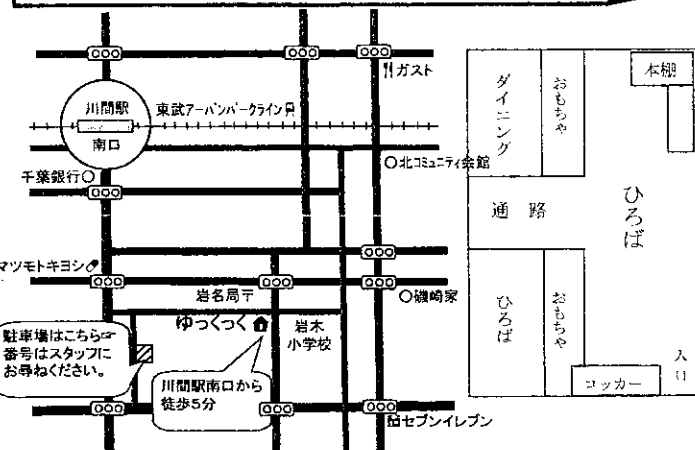 ガスト
川間駅
東武アーバンパークライン
南口
千葉銀行
北コミュニティ会館
マツモトキヨシ
岩名局〒
磯崎家
ゆっくっく
岩木
小学校
駐車場はこちら☞
番号はスタッフに
お尋ねください。
川間駅南口から
徒歩5分
セブンイレブン
ダイニング
おもちゃ
本棚
通路
ひろば
ひろば
おもちゃ
ロッカー
入口